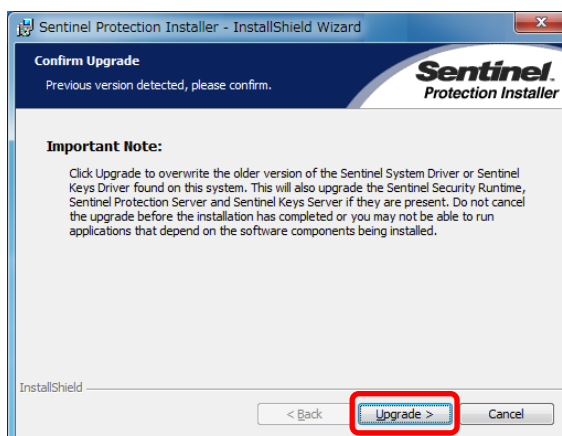 Sentinel Protection Installer - InstallShield Wizard
Confirm Upgrade
Previous version detected, please confirm.
Sentinel.
Protection Installer
Important Note:
Click Upgrade to overwrite the older version of the Sentinel System Driver or Sentinel
Keys Driver found on this system. This will also upgrade the Sentinel Security Runtime,
Sentinel Protection Server and Sentinel Keys Server if they are present. Do not cancel
the upgrade before the installation has completed or you may not be able to run
applications that depend on the software components being installed.
InstallShield
< Back
Upgrade >
Cancel